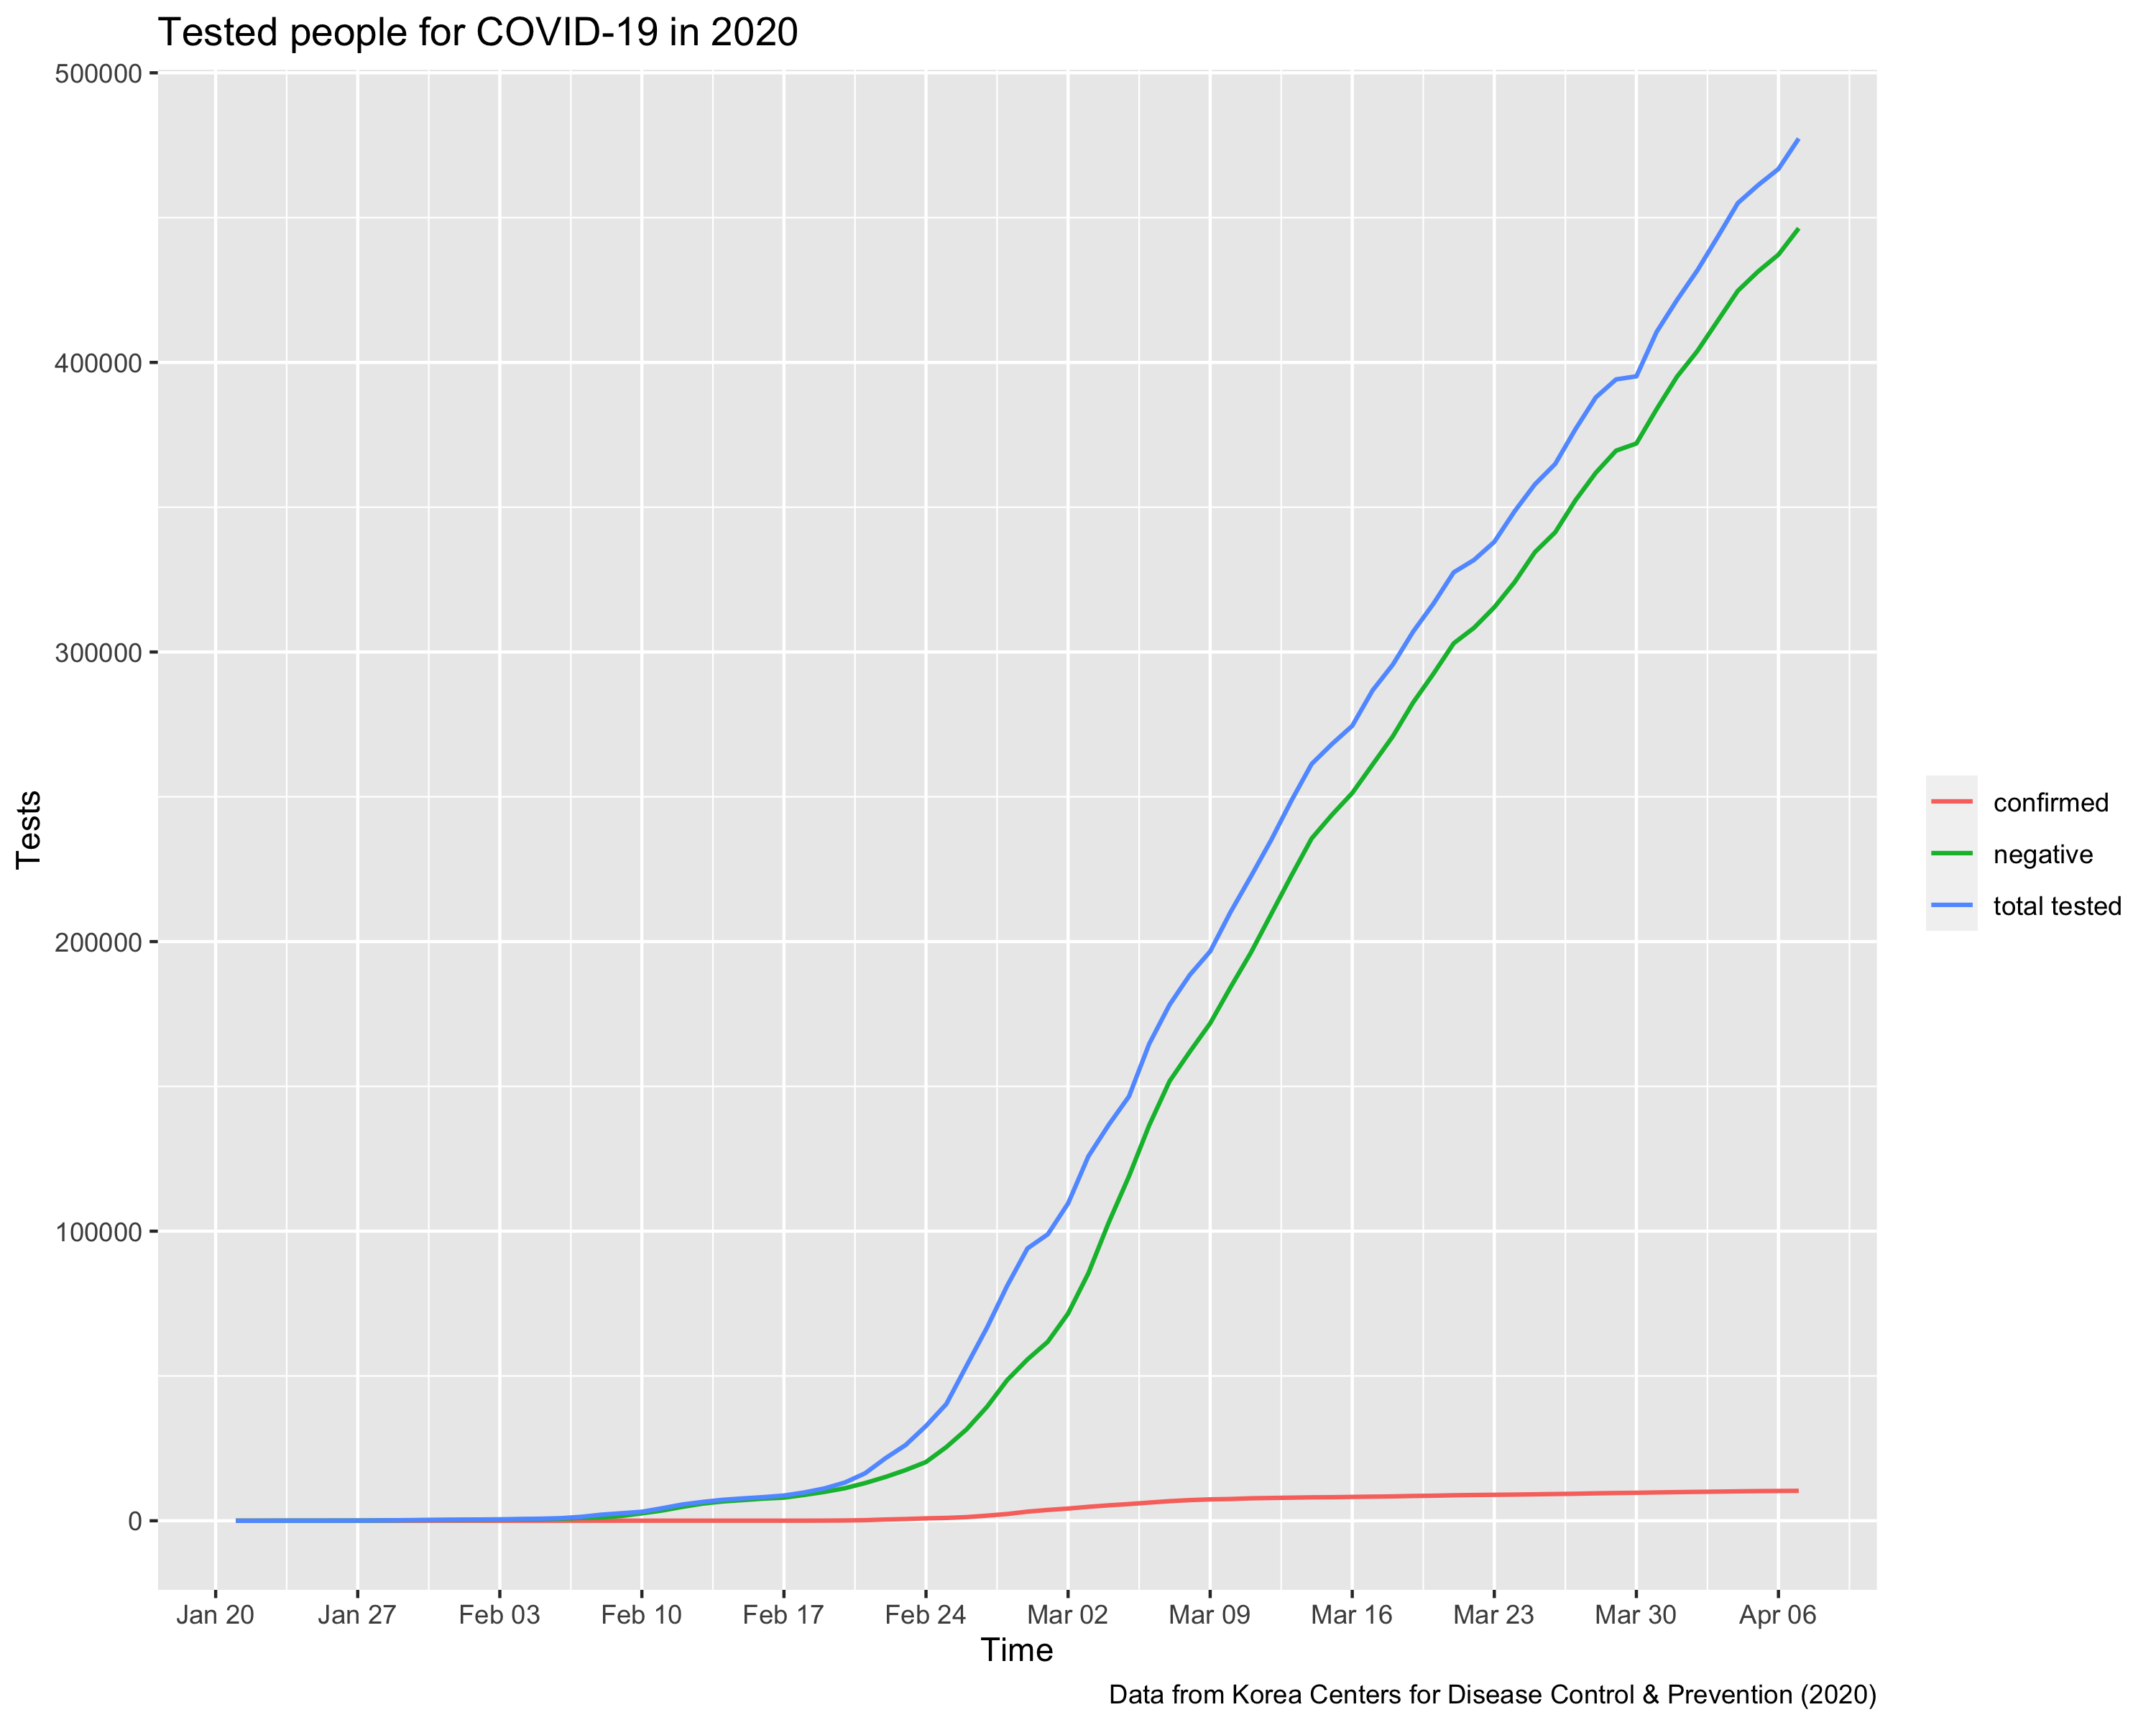 Tested people for COVID-19 in 2020
500000
400000
300000
200000
100000
0
Tests
Jan 20 Jan 27 Feb 03 Feb 10 Feb 17 Feb 24 Mar 02 Mar 09 Mar 16 Mar 23 Mar 30 Apr 06
Time
confirmed
negative
total tested
Data from Korea Centers for Disease Control & Prevention (2020)